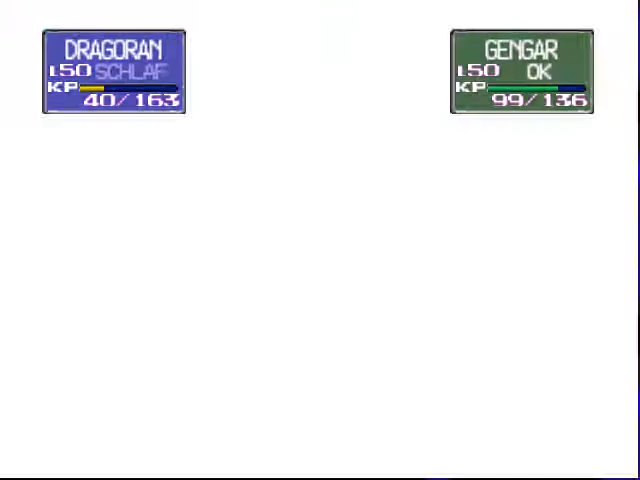 DRAGORAN
L50 SCHLAF
KP
40/163
GENGAR
L50 OK
KP
99/136